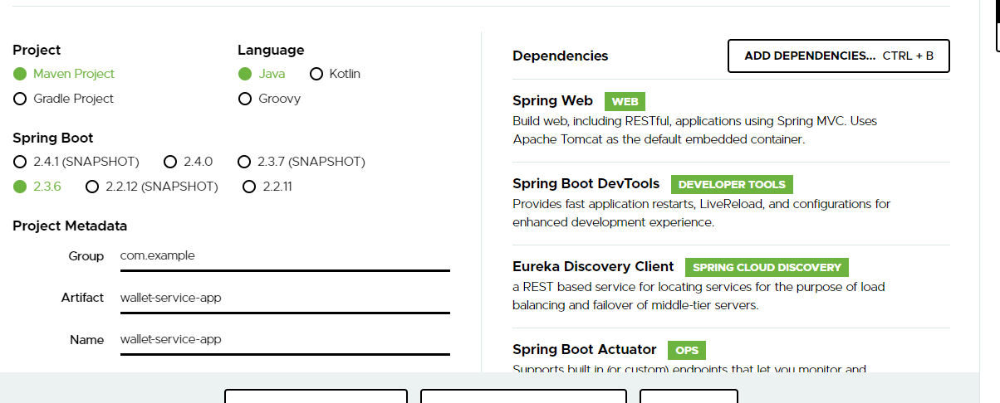 Project
Maven Project
Gradle Project
Language
Java Kotlin
Groovy
Spring Boot
2.4.1 (SNAPSHOT) 2.4.0 2.3.7 (SNAPSHOT)
2.3.6 2.2.12 (SNAPSHOT) 2.2.11
Project Metadata
Group com.example
Artifact wallet-service-app
Name wallet-service-app
Dependencies ADD DEPENDENCIES... CTRL + B
Spring Web WEB
Build web, including RESTful, applications using Spring MVC. Uses
Apache Tomcat as the default embedded container.
Spring Boot DevTools DEVELOPER TOOLS
Provides fast application restarts, LiveReload, and configurations for
enhanced development experience.
Eureka Discovery Client SPRING CLOUD DISCOVERY
a REST based service for locating services for the purpose of load
balancing and failover of middle-tier servers.
Spring Boot Actuator OPS
Supports built in (or custom) endpoints that let you monitor and